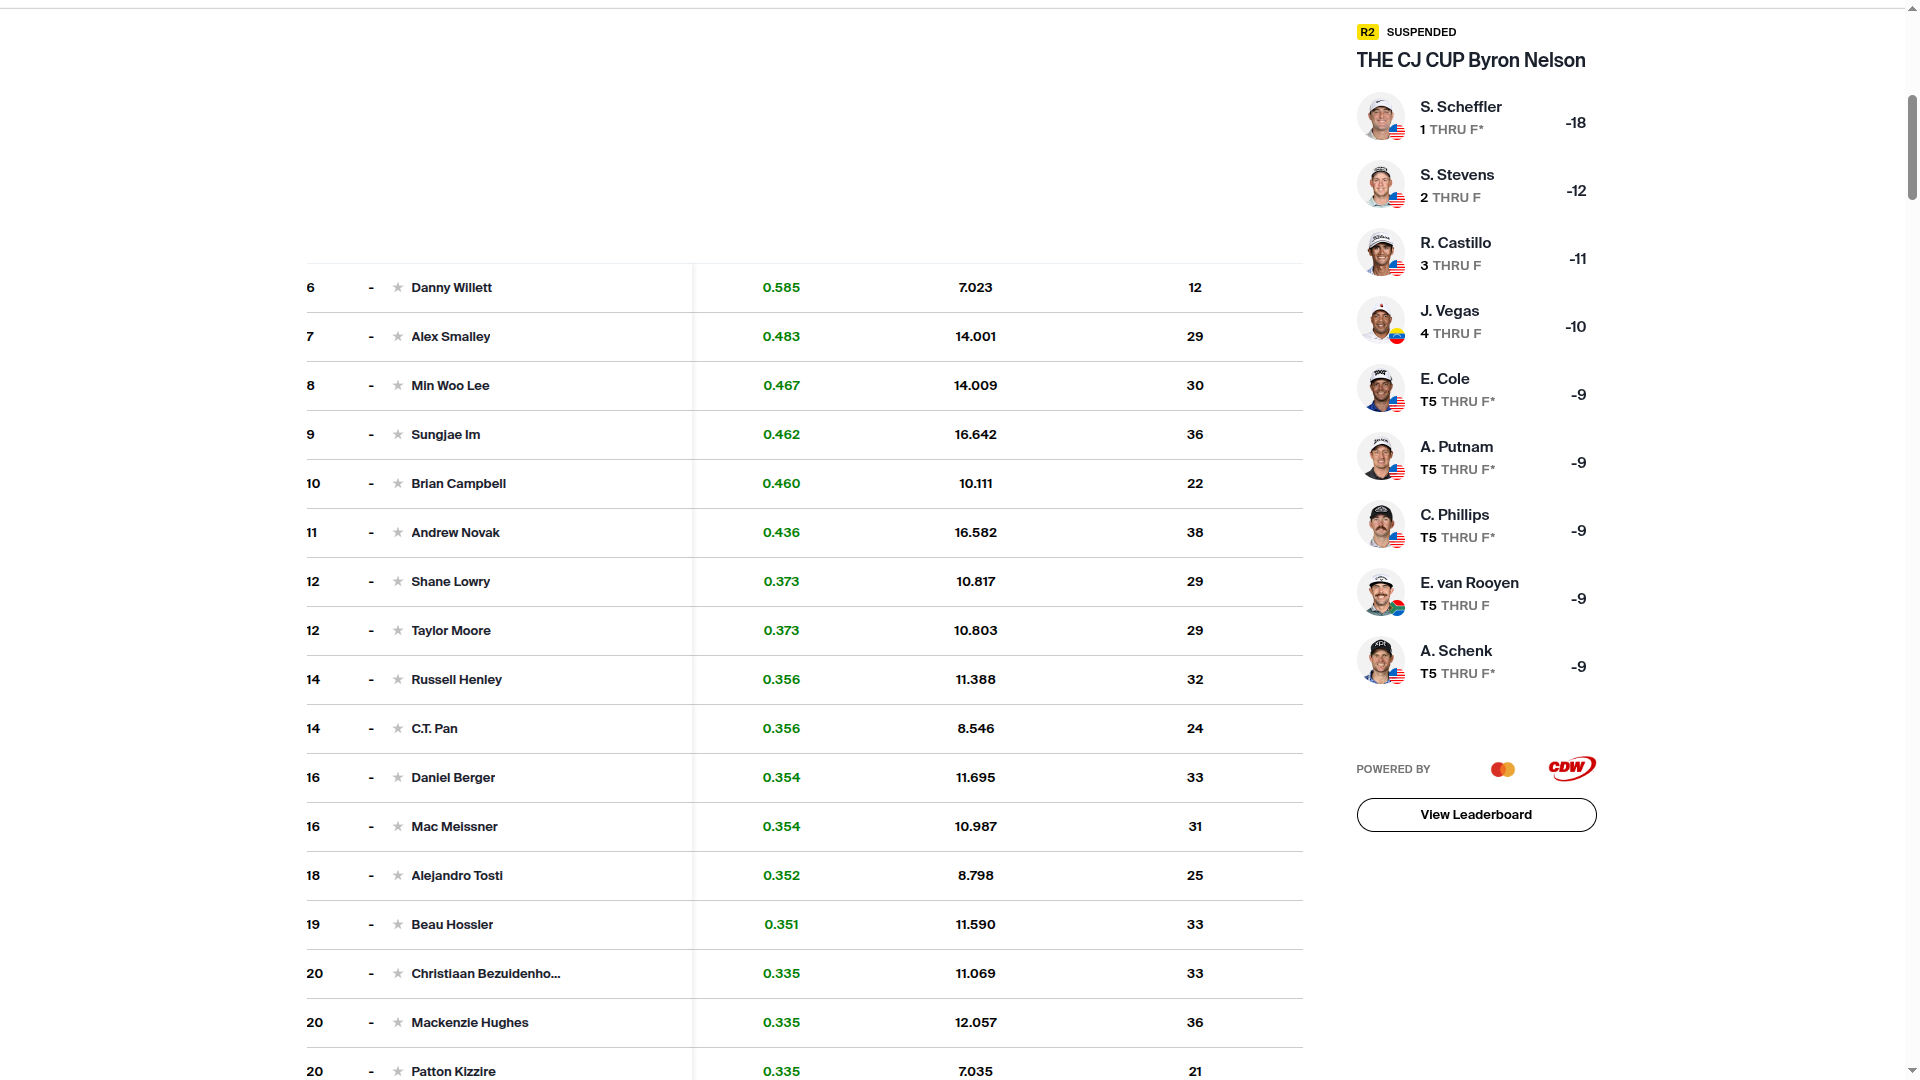 6 - Danny Willett 0.585 7.023 12
7 - Alex Smalley 0.483 14.001 29
8 - Min Woo Lee 0.467 14.009 30
9 - Sungjae Im 0.462 16.642 36
10 - Brian Campbell 0.460 10.111 22
11 - Andrew Novak 0.436 16.582 38
12 - Shane Lowry 0.373 10.817 29
12 - Taylor Moore 0.373 10.803 29
14 - Russell Henley 0.356 11.388 32
14 - C.T. Pan 0.356 8.546 24
16 - Daniel Berger 0.354 11.695 33
16 - Mac Meissner 0.354 10.987 31
18 - Alejandro Tosti 0.352 8.798 25
19 - Beau Hossler 0.351 11.590 33
20 - Christiaan Bezuidenho... 0.335 11.069 33
20 - Mackenzie Hughes 0.335 12.057 36
20 - Patton Kizzire 0.335 7.035 21
R2 SUSPENDED
THE CJ CUP Byron Nelson
S. Scheffler
1 THRU F* -18
S. Stevens
2 THRU F -12
R. Castillo
3 THRU F -11
J. Vegas
4 THRU F -10
E. Cole
T5 THRU F* -9
A. Putnam
T5 THRU F* -9
C. Phillips
T5 THRU F* -9
E. van Rooyen
T5 THRU F -9
A. Schenk
T5 THRU F* -9
POWERED BY CDW
View Leaderboard